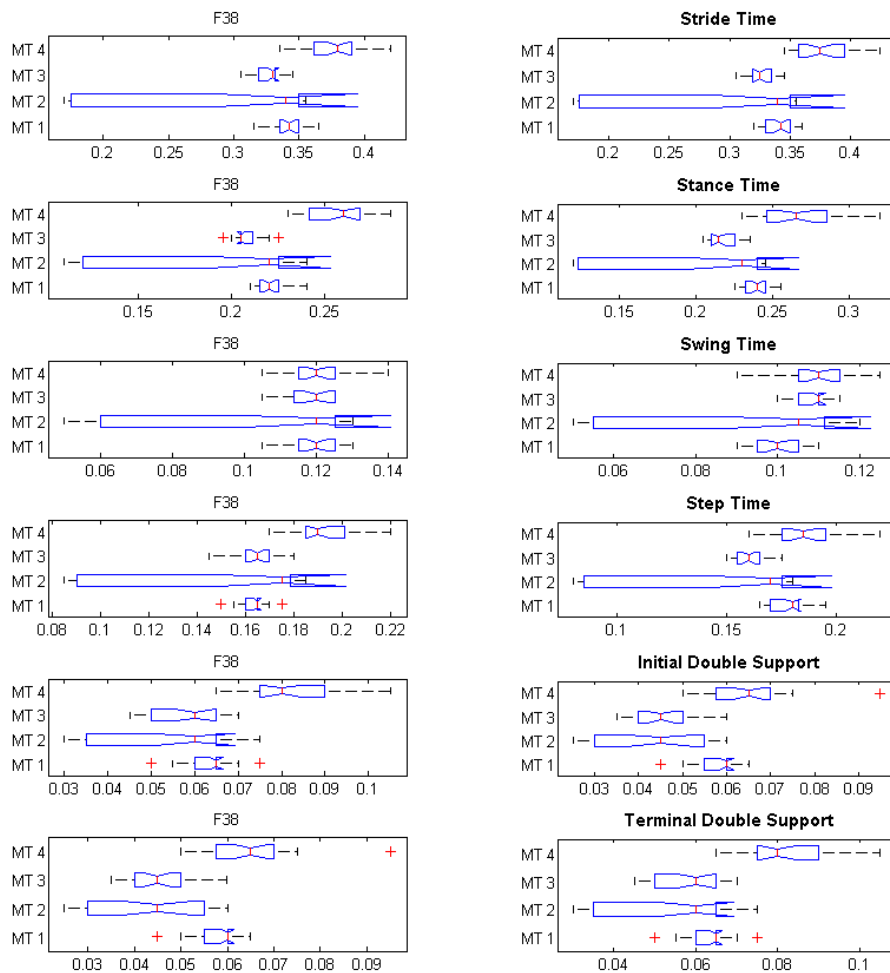 F38
MT 4
MT 3
MT 2
MT 1
0.2 0.25 0.3 0.35 0.4
Stride Time
MT 4
MT 3
MT 2
MT 1
0.2 0.25 0.3 0.35 0.4
F38
MT 4
MT 3
MT 2
MT 1
0.15 0.2 0.25
Stance Time
MT 4
MT 3
MT 2
MT 1
0.15 0.2 0.25 0.3
F38
MT 4
MT 3
MT 2
MT 1
0.06 0.08 0.1 0.12 0.14
Swing Time
MT 4
MT 3
MT 2
MT 1
0.06 0.08 0.1 0.12
F38
MT 4
MT 3
MT 2
MT 1
0.08 0.1 0.12 0.14 0.16 0.18 0.2 0.22
Step Time
MT 4
MT 3
MT 2
MT 1
0.1 0.15 0.2
F38
MT 4
MT 3
MT 2
MT 1
0.03 0.04 0.05 0.06 0.07 0.08 0.09 0.1
Initial Double Support
MT 4
MT 3
MT 2
MT 1
0.03 0.04 0.05 0.06 0.07 0.08 0.09
F38
MT 4
MT 3
MT 2
MT 1
0.03 0.04 0.05 0.06 0.07 0.08 0.09
Terminal Double Support
MT 4
MT 3
MT 2
MT 1
0.04 0.06 0.08 0.1